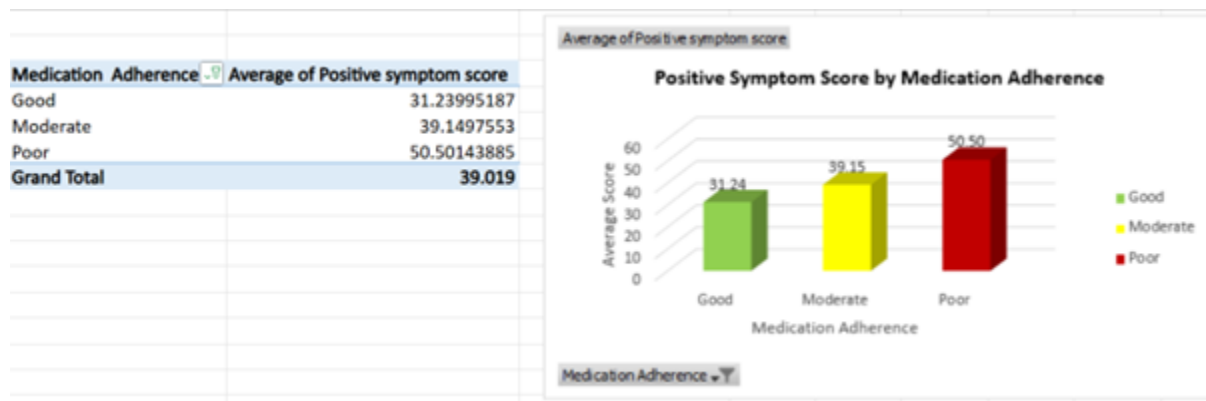 Medication Adherence Average of Positive symptom score
Good 31.23995187
Moderate 39.1497553
Poor 50.50143885
Grand Total 39.019
Average of Positive symptom score
Positive Symptom Score by Medication Adherence
Average Score
60
50
40
30
20
10
0
31.24
39.15
50.50
Good Moderate Poor
Medication Adherence
Good
Moderate
Poor
Medication Adherence